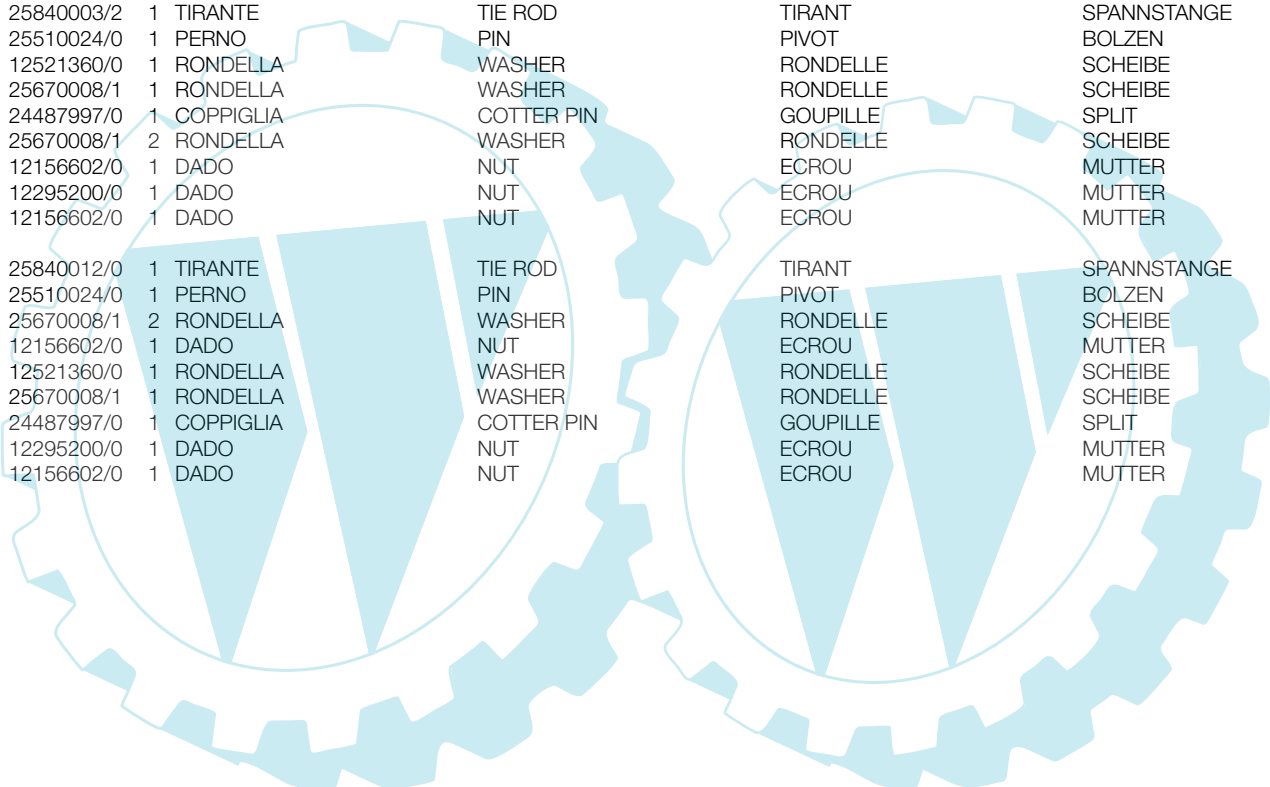 25840003/2 1 TIRANTE TIE ROD TIRANT SPANNSTANGE
25510024/0 1 PERNO PIN PIVOT BOLZEN
12521360/0 1 RONDELLA WASHER RONDELLE SCHEIBE
25670008/1 1 RONDELLA WASHER RONDELLE SCHEIBE
24487997/0 1 COPPIGLIA COTTER PIN GOUPILLE SPLIT
25670008/1 2 RONDELLA WASHER RONDELLE SCHEIBE
12156602/0 1 DADO NUT ECROU MUTTER
12295200/0 1 DADO NUT ECROU MUTTER
12156602/0 1 DADO NUT ECROU MUTTER
25840012/0 1 TIRANTE TIE ROD TIRANT SPANNSTANGE
25510024/0 1 PERNO PIN PIVOT BOLZEN
25670008/1 2 RONDELLA WASHER RONDELLE SCHEIBE
12156602/0 1 DADO NUT ECROU MUTTER
12521360/0 1 RONDELLA WASHER RONDELLE SCHEIBE
25670008/1 1 RONDELLA WASHER RONDELLE SCHEIBE
24487997/0 1 COPPIGLIA COTTER PIN GOUPILLE SPLIT
12295200/0 1 DADO NUT ECROU MUTTER
12156602/0 1 DADO NUT ECROU MUTTER